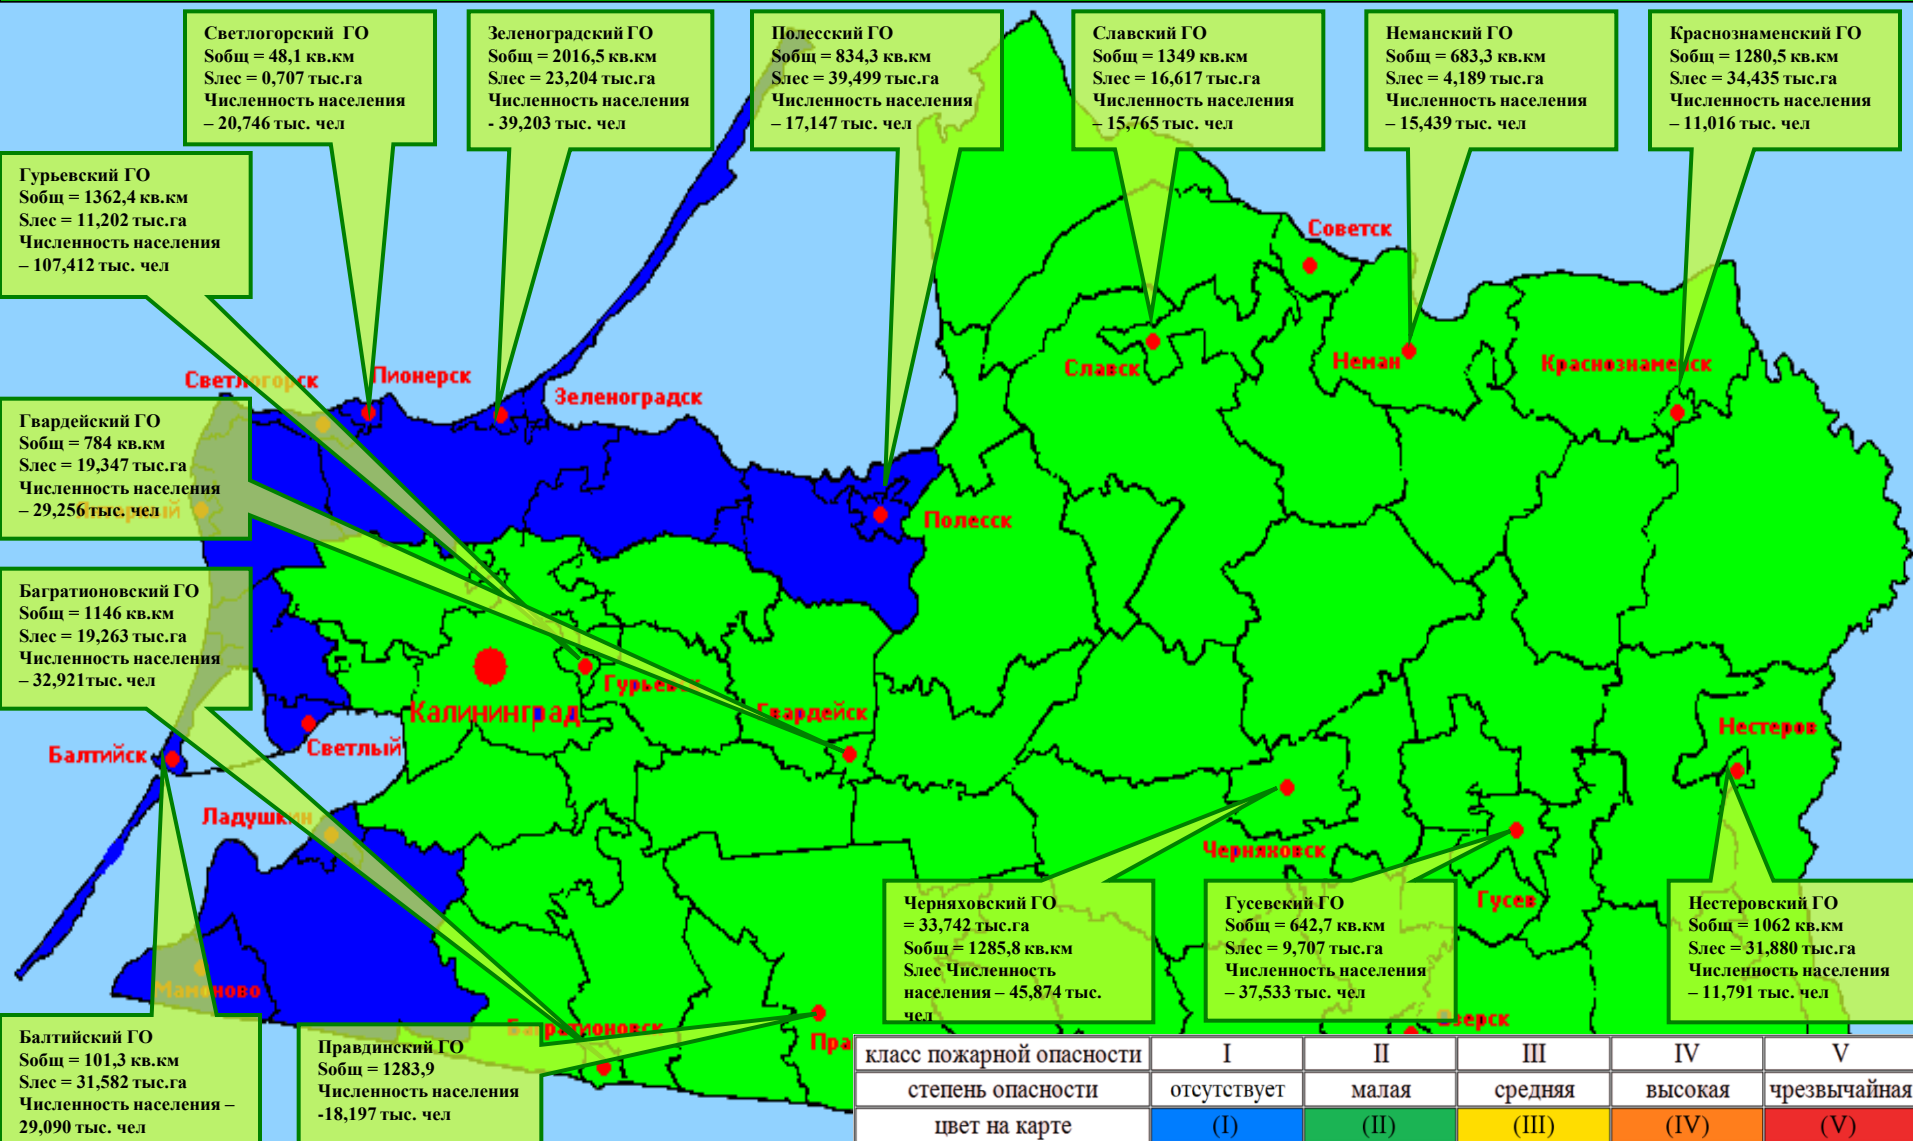 Светлогорский ГО
Sобщ = 48,1 кв.км
Sлес = 0,707 тыс.га
Численность населения
– 20,746 тыс. чел
Зеленоградский ГО
Sобщ = 2016,5 кв.км
Sлес = 23,204 тыс.га
Численность населения
- 39,203 тыс. чел
Полесский ГО
Sобщ = 834,3 кв.км
Sлес = 39,499 тыс.га
Численность населения
– 17,147 тыс. чел
Славский ГО
Sобщ = 1349 кв.км
Sлес = 16,617 тыс.га
Численность населения
– 15,765 тыс. чел
Неманский ГО
Sобщ = 683,3 кв.км
Sлес = 4,189 тыс.га
Численность населения
– 15,439 тыс. чел
Краснознаменский ГО
Sобщ = 1280,5 кв.км
Sлес = 34,435 тыс.га
Численность населения
– 11,016 тыс. чел
Гурьевский ГО
Sобщ = 1362,4 кв.км
Sлес = 11,202 тыс.га
Численность населения
– 107,412 тыс. чел
Советск
Светлогорск
Пионерск
Зеленоградск
Славск
Неман
Краснознаменск
Гвардейский ГО
Sобщ = 784 кв.км
Sлес = 19,347 тыс.га
Численность населения
– 29,256 тыс. чел
Полесск
Багратионовский ГО
Sобщ = 1146 кв.км
Sлес = 19,263 тыс.га
Численность населения
– 32,921тыс. чел
Гурьевск
Калининград
Гвардейск
Светлый
Балтийск
Нестеров
Ладушкин
Черняховск
Гусев
Мамоново
Черняховский ГО
= 33,742 тыс.га
Sобщ = 1285,8 кв.км
Sлес Численность
населения – 45,874 тыс.
чел
Гусевский ГО
Sобщ = 642,7 кв.км
Sлес = 9,707 тыс.га
Численность населения
– 37,533 тыс. чел
Нестеровский ГО
Sобщ = 1062 кв.км
Sлес = 31,880 тыс.га
Численность населения
– 11,791 тыс. чел
Багратионовск
Балтийский ГО
Sобщ = 101,3 кв.км
Sлес = 31,582 тыс.га
Численность населения –
29,090 тыс. чел
Правдинский ГО
Sобщ = 1283,9
Численность населения
-18,197 тыс. чел
класс пожарной опасности I II III IV V
степень опасности отсутствует малая средняя высокая чрезвычайная
цвет на карте (I) (II) (III) (IV) (V)